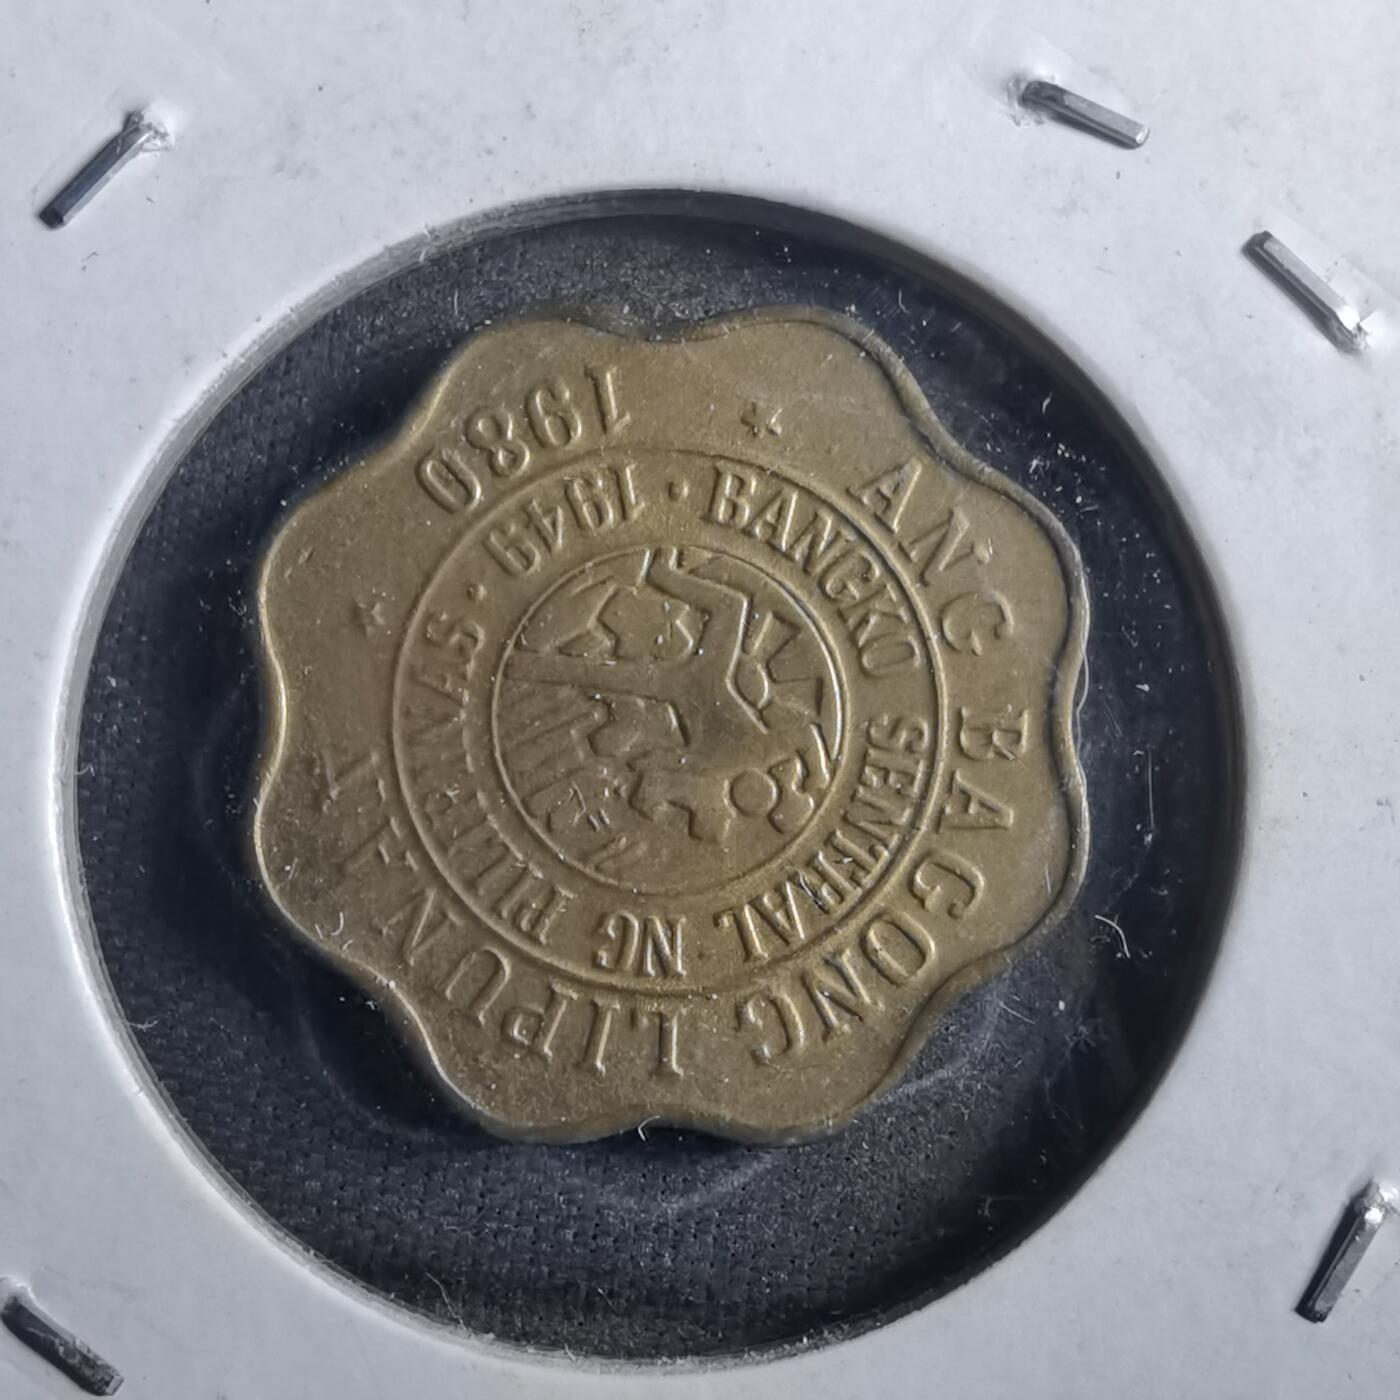 ANG BAGONG LIPUNAN
1980
BANGKO SENTRAL NG PILIPINAS
1949